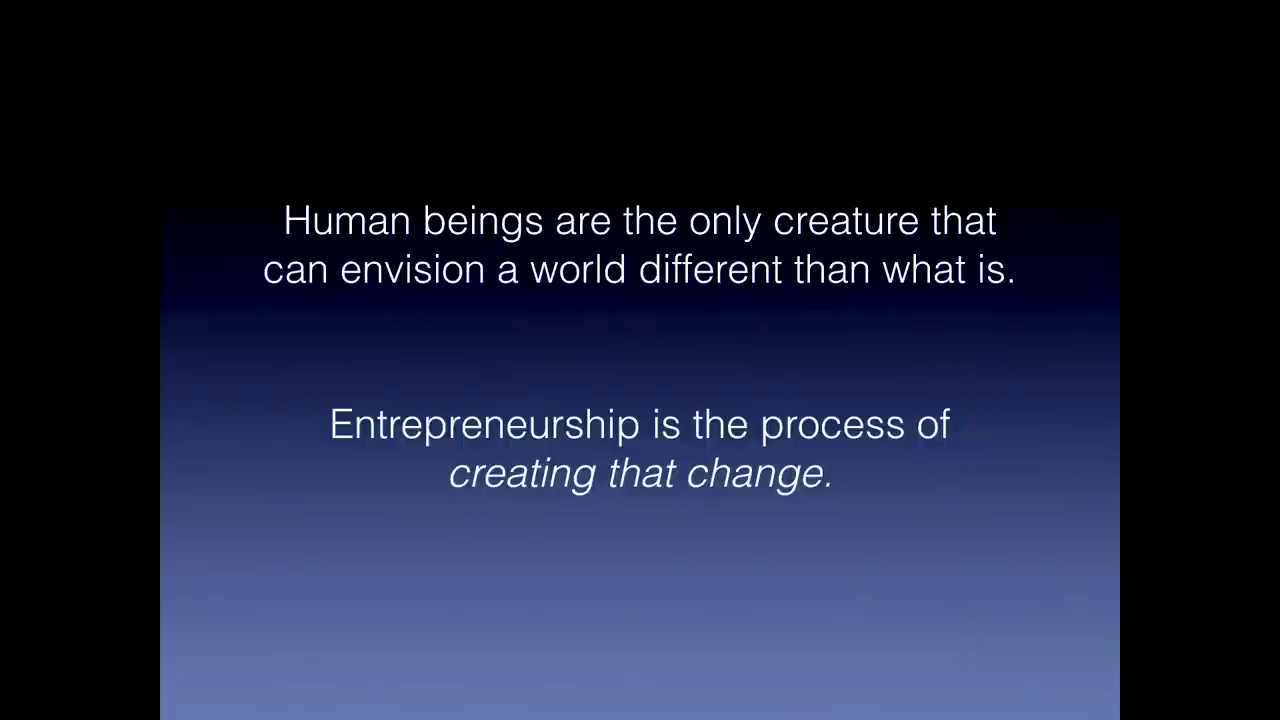 Human beings are the only creature that
can envision a world different than what is.
Entrepreneurship is the process of
creating that change.